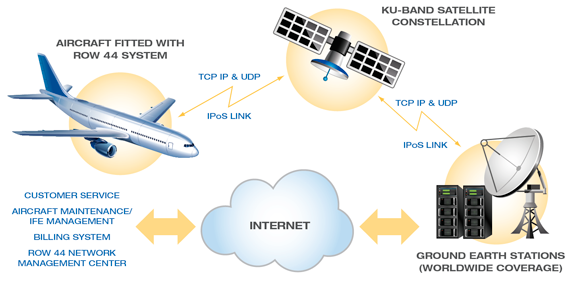 KU-BAND SATELLITE
CONSTELLATION
AIRCRAFT FITTED WITH
ROW 44 SYSTEM
TCP IP & UDP
IPoS LINK
TCP IP & UDP
IPoS LINK
CUSTOMER SERVICE
AIRCRAFT MAINTENANCE/
IFE MANAGEMENT
BILLING SYSTEM
ROW 44 NETWORK
MANAGEMENT CENTER
INTERNET
GROUND EARTH STATIONS
(WORLDWIDE COVERAGE)